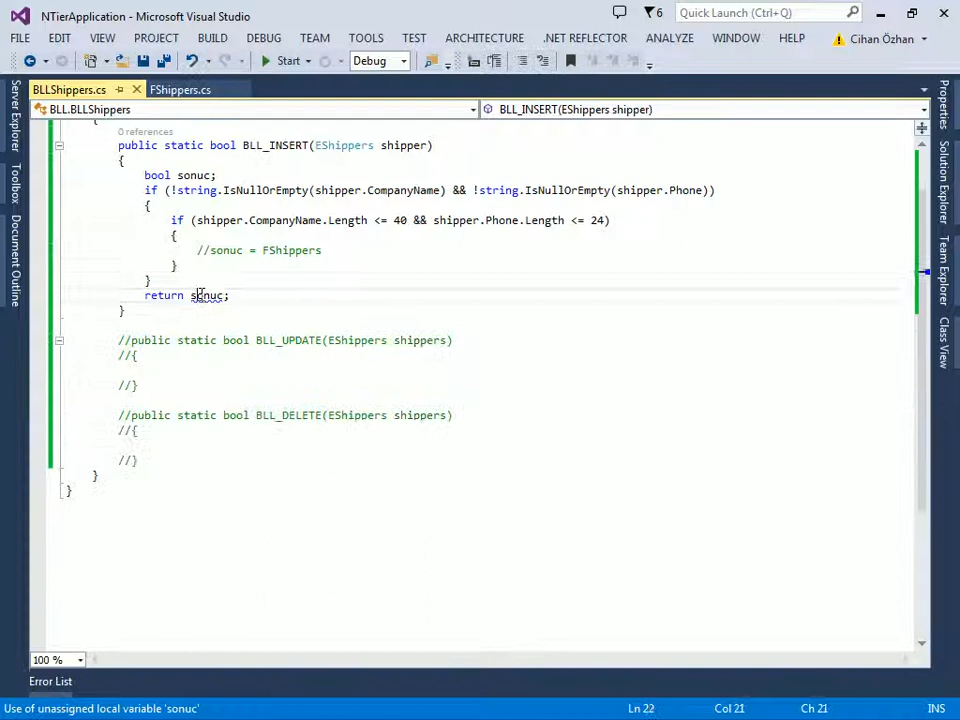 NTierApplication - Microsoft Visual Studio
6
Quick Launch (Ctrl+Q)
FILE EDIT VIEW PROJECT BUILD DEBUG TEAM TOOLS TEST ARCHITECTURE .NET REFLECTOR ANALYZE WINDOW HELP Cihan Özhan
Start Debug
BLLShippers.cs FShippers.cs
BLL.BLLShippers BLL_INSERT(EShippers shipper)
{
0 references
public static bool BLL_INSERT(EShippers shipper)
{
bool sonuc;
if (!string.IsNullOrEmpty(shipper.CompanyName) && !string.IsNullOrEmpty(shipper.Phone))
{
if (shipper.CompanyName.Length <= 40 && shipper.Phone.Length <= 24)
{
//sonuc = FShippers
}
}
return sonuc;
}
//public static bool BLL_UPDATE(EShippers shippers)
//{
//}
//public static bool BLL_DELETE(EShippers shippers)
//{
//}
}
}
100 %
Error List
Use of unassigned local variable 'sonuc' Ln 22 Col 21 Ch 21 INS
Server Explorer
Toolbox
Document Outline
Properties
Solution Explorer
Team Explorer
Class View